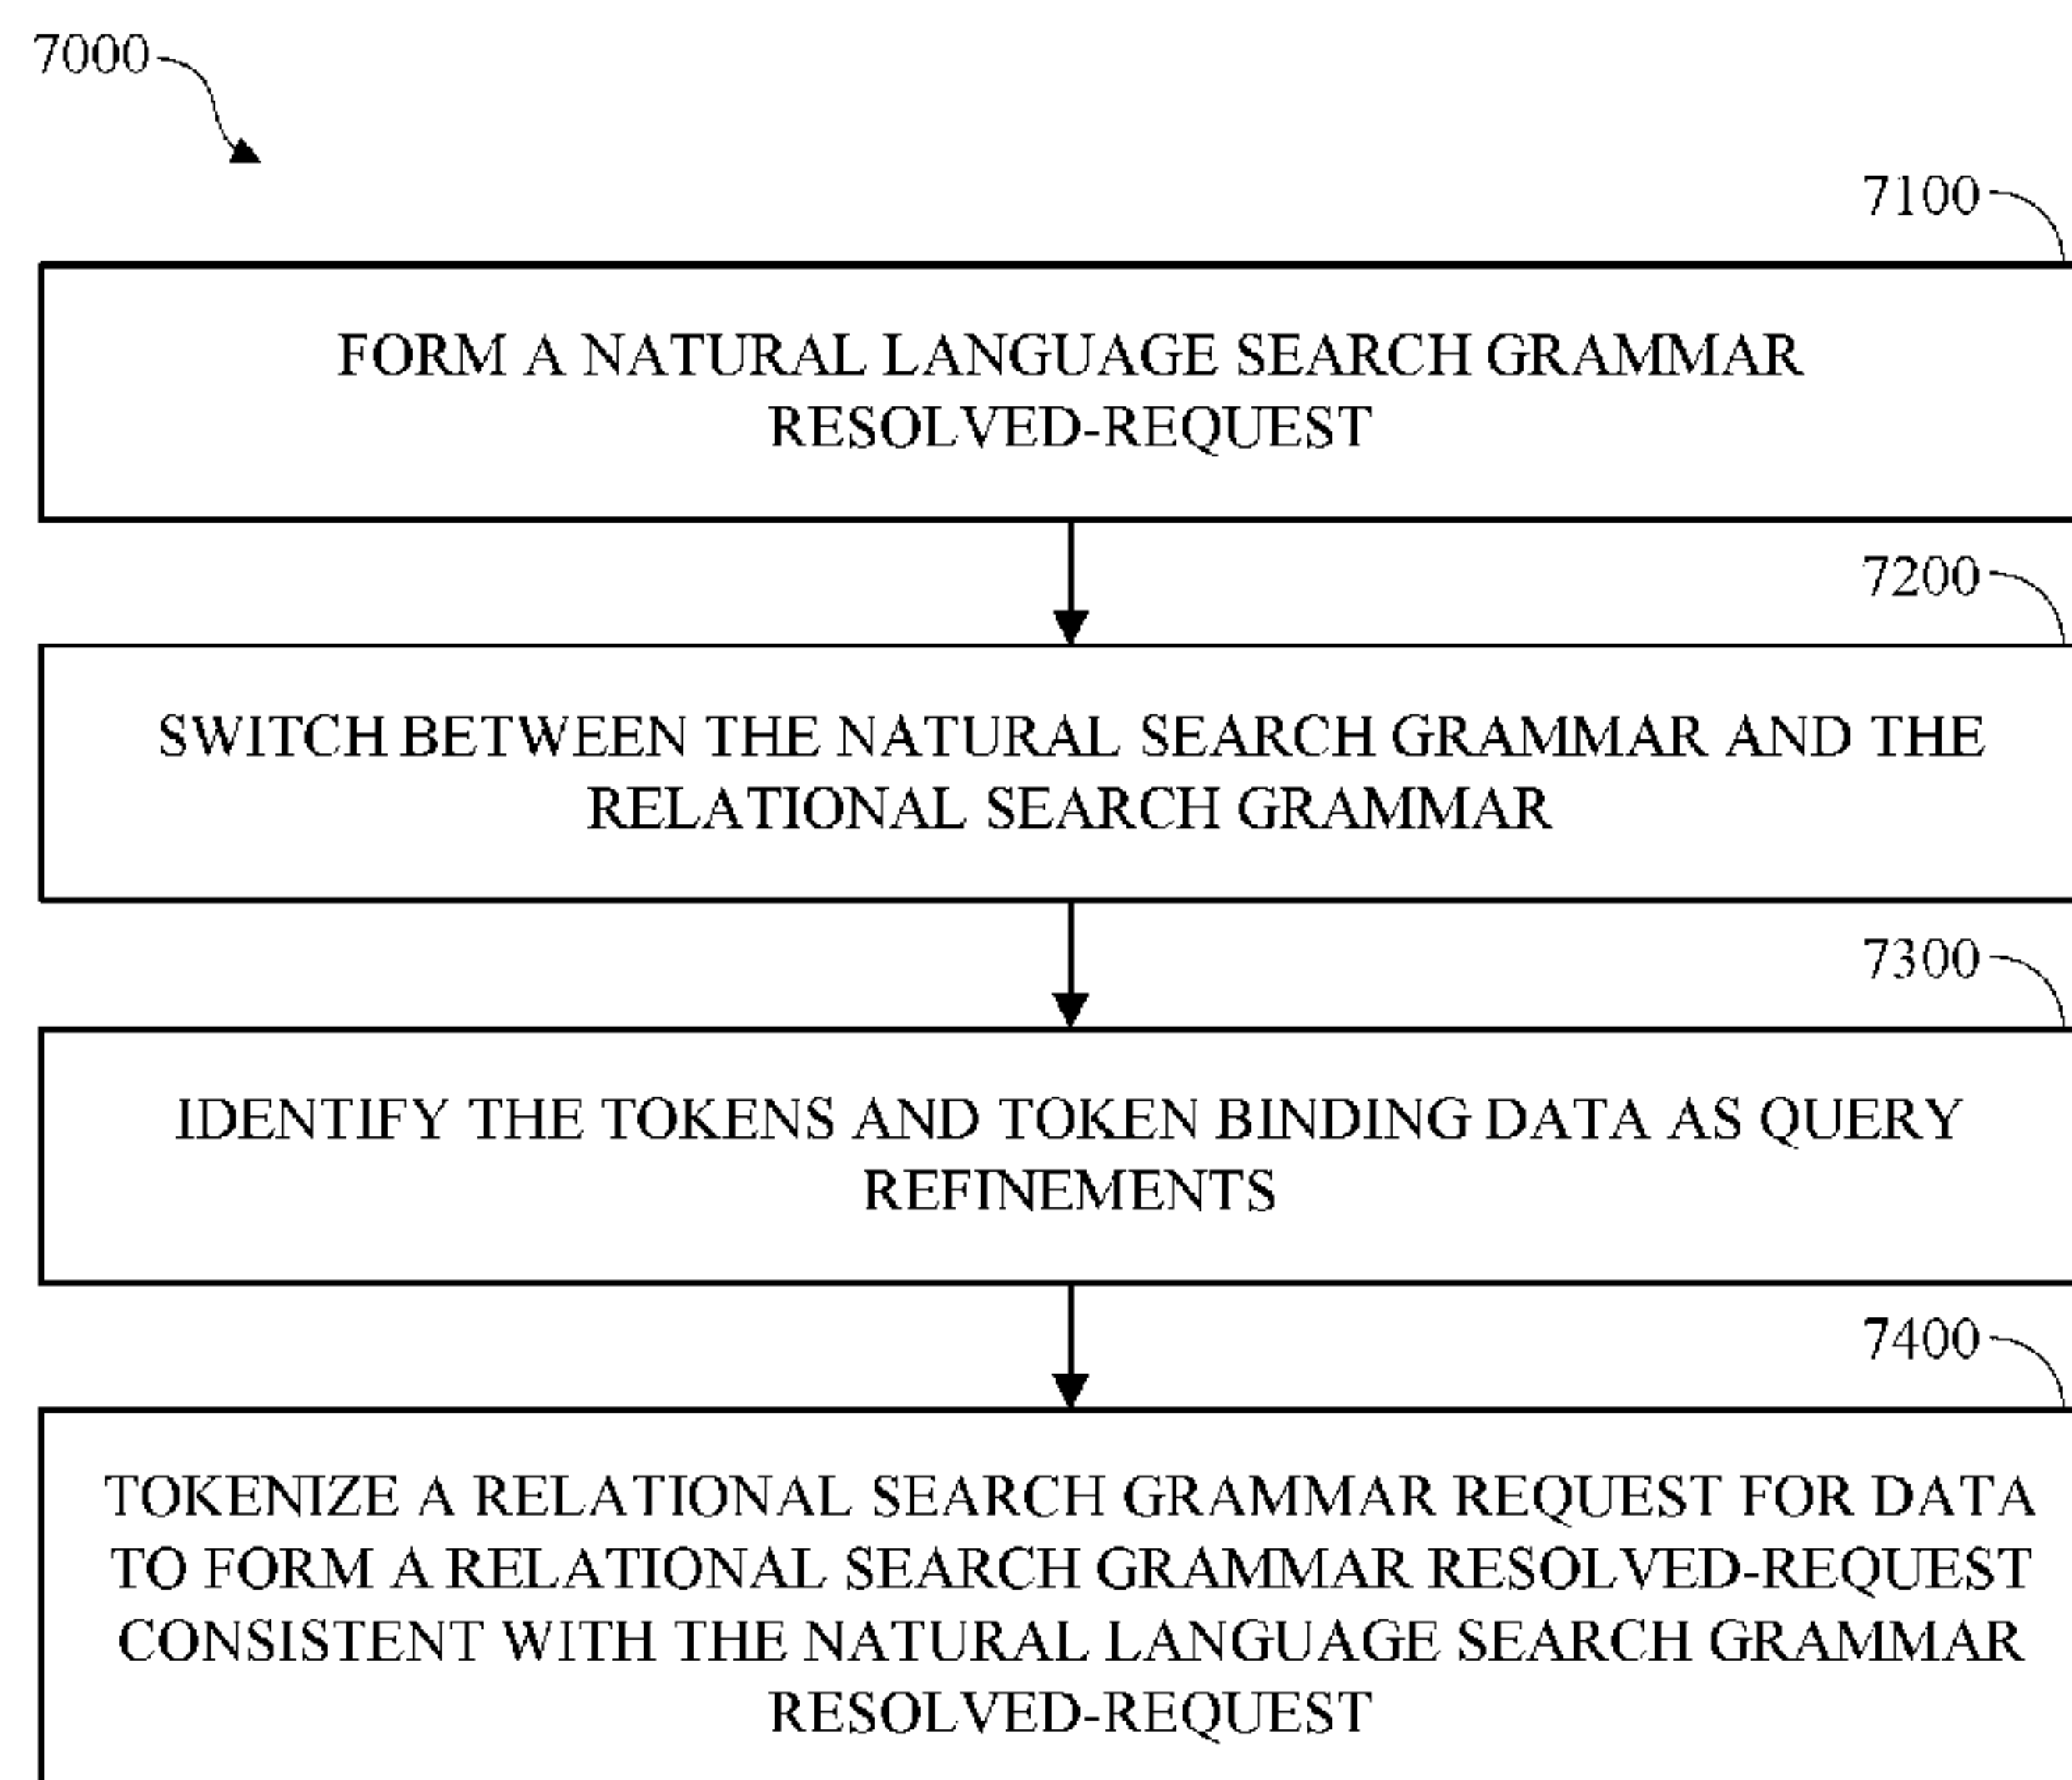 7000
7100
FORM A NATURAL LANGUAGE SEARCH GRAMMAR
RESOLVED-REQUEST
7200
SWITCH BETWEEN THE NATURAL SEARCH GRAMMAR AND THE
RELATIONAL SEARCH GRAMMAR
7300
IDENTIFY THE TOKENS AND TOKEN BINDING DATA AS QUERY
REFINEMENTS
7400
TOKENIZE A RELATIONAL SEARCH GRAMMAR REQUEST FOR DATA
TO FORM A RELATIONAL SEARCH GRAMMAR RESOLVED-REQUEST
CONSISTENT WITH THE NATURAL LANGUAGE SEARCH GRAMMAR
RESOLVED-REQUEST